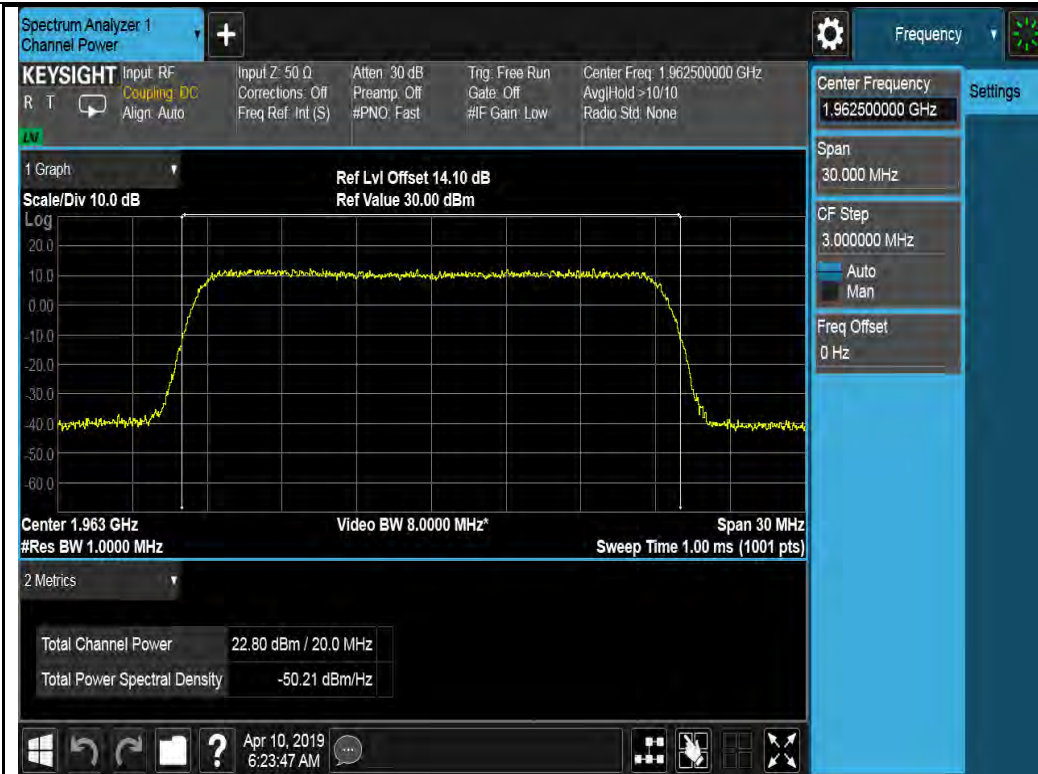 Spectrum Analyzer 1
Channel Power
+
Frequency
KEYSIGHT
R T
Input: RF
Coupling: DC
Align: Auto
Input Z: 50 Ω
Corrections: Off
Freq Ref: Int (S)
Atten: 30 dB
Preamp: Off
#PNO: Fast
Trig: Free Run
Gate: Off
#IF Gain: Low
Center Freq: 1.962500000 GHz
Avg|Hold:>10/10
Radio Std: None
Center Frequency
1.962500000 GHz
Settings
Span
30.000 MHz
CF Step
3.000000 MHz
Auto
Man
Freq Offset
0 Hz
1 Graph
Scale/Div 10.0 dB
Ref Lvl Offset 14.10 dB
Ref Value 30.00 dBm
Log
20.0
10.0
0.00
-10.0
-20.0
-30.0
-40.0
-50.0
-60.0
Center 1.963 GHz
#Res BW 1.0000 MHz
Video BW 8.0000 MHz*
Span 30 MHz
Sweep Time 1.00 ms (1001 pts)
2 Metrics
Total Channel Power 22.80 dBm / 20.0 MHz
Total Power Spectral Density -50.21 dBm/Hz
?
Apr 10, 2019
6:23:47 AM